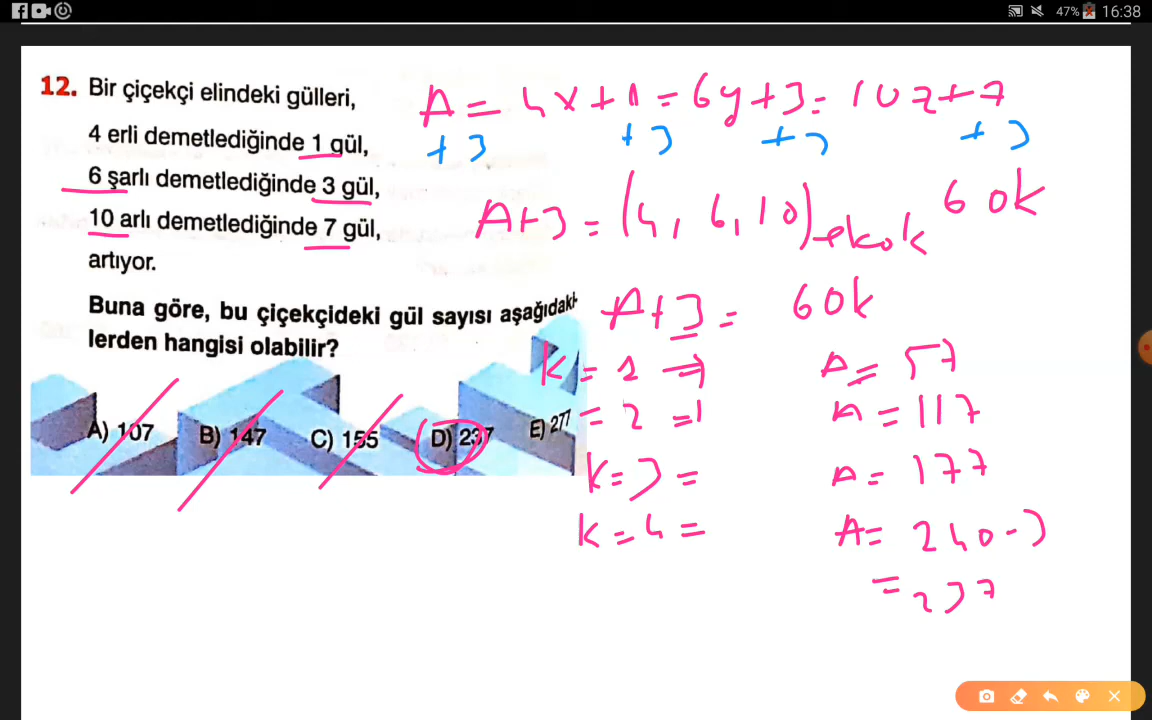 47% 16:38
12. Bir çiçekçi elindeki gülleri,
4 erli demetlediğinde 1 gül,
6 şarlı demetlediğinde 3 gül,
10 arlı demetlediğinde 7 gül,
artıyor.
Buna göre, bu çiçekçideki gül sayısı aşağıdaki-
lerden hangisi olabilir?
A) 107 B) 147 C) 155 D) 237 E) 277
A = 4x+1 = 6y+3 = 10z+7
+3 +3 +3 +3
A+3 = (4, 6, 10)ekok 60k
A+3 = 60k
k = 1 ⇒ A = 57
= 2 = A = 117
k = 3 = A = 177
k = 4 = A = 240-3
= 237